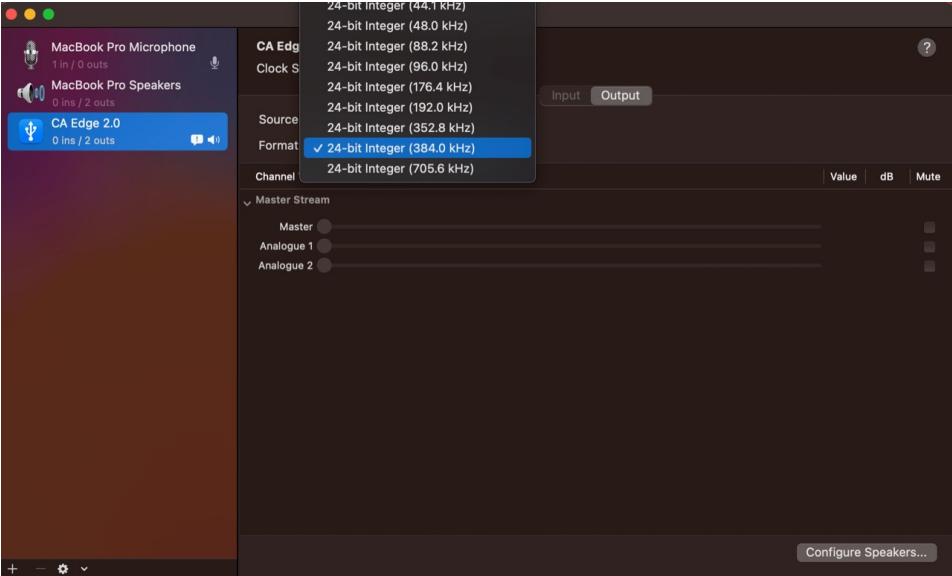 24-bit Integer (44.1 kHz)
24-bit Integer (48.0 kHz)
24-bit Integer (88.2 kHz)
24-bit Integer (96.0 kHz)
24-bit Integer (176.4 kHz)
24-bit Integer (192.0 kHz)
24-bit Integer (352.8 kHz)
✓ 24-bit Integer (384.0 kHz)
24-bit Integer (705.6 kHz)
MacBook Pro Microphone
1 in / 0 outs
MacBook Pro Speakers
0 ins / 2 outs
CA Edge 2.0
0 ins / 2 outs
CA Edg
Clock S
?
Input Output
Source
Format
Channel Value dB Mute
Master Stream
Master
Analogue 1
Analogue 2
Configure Speakers...